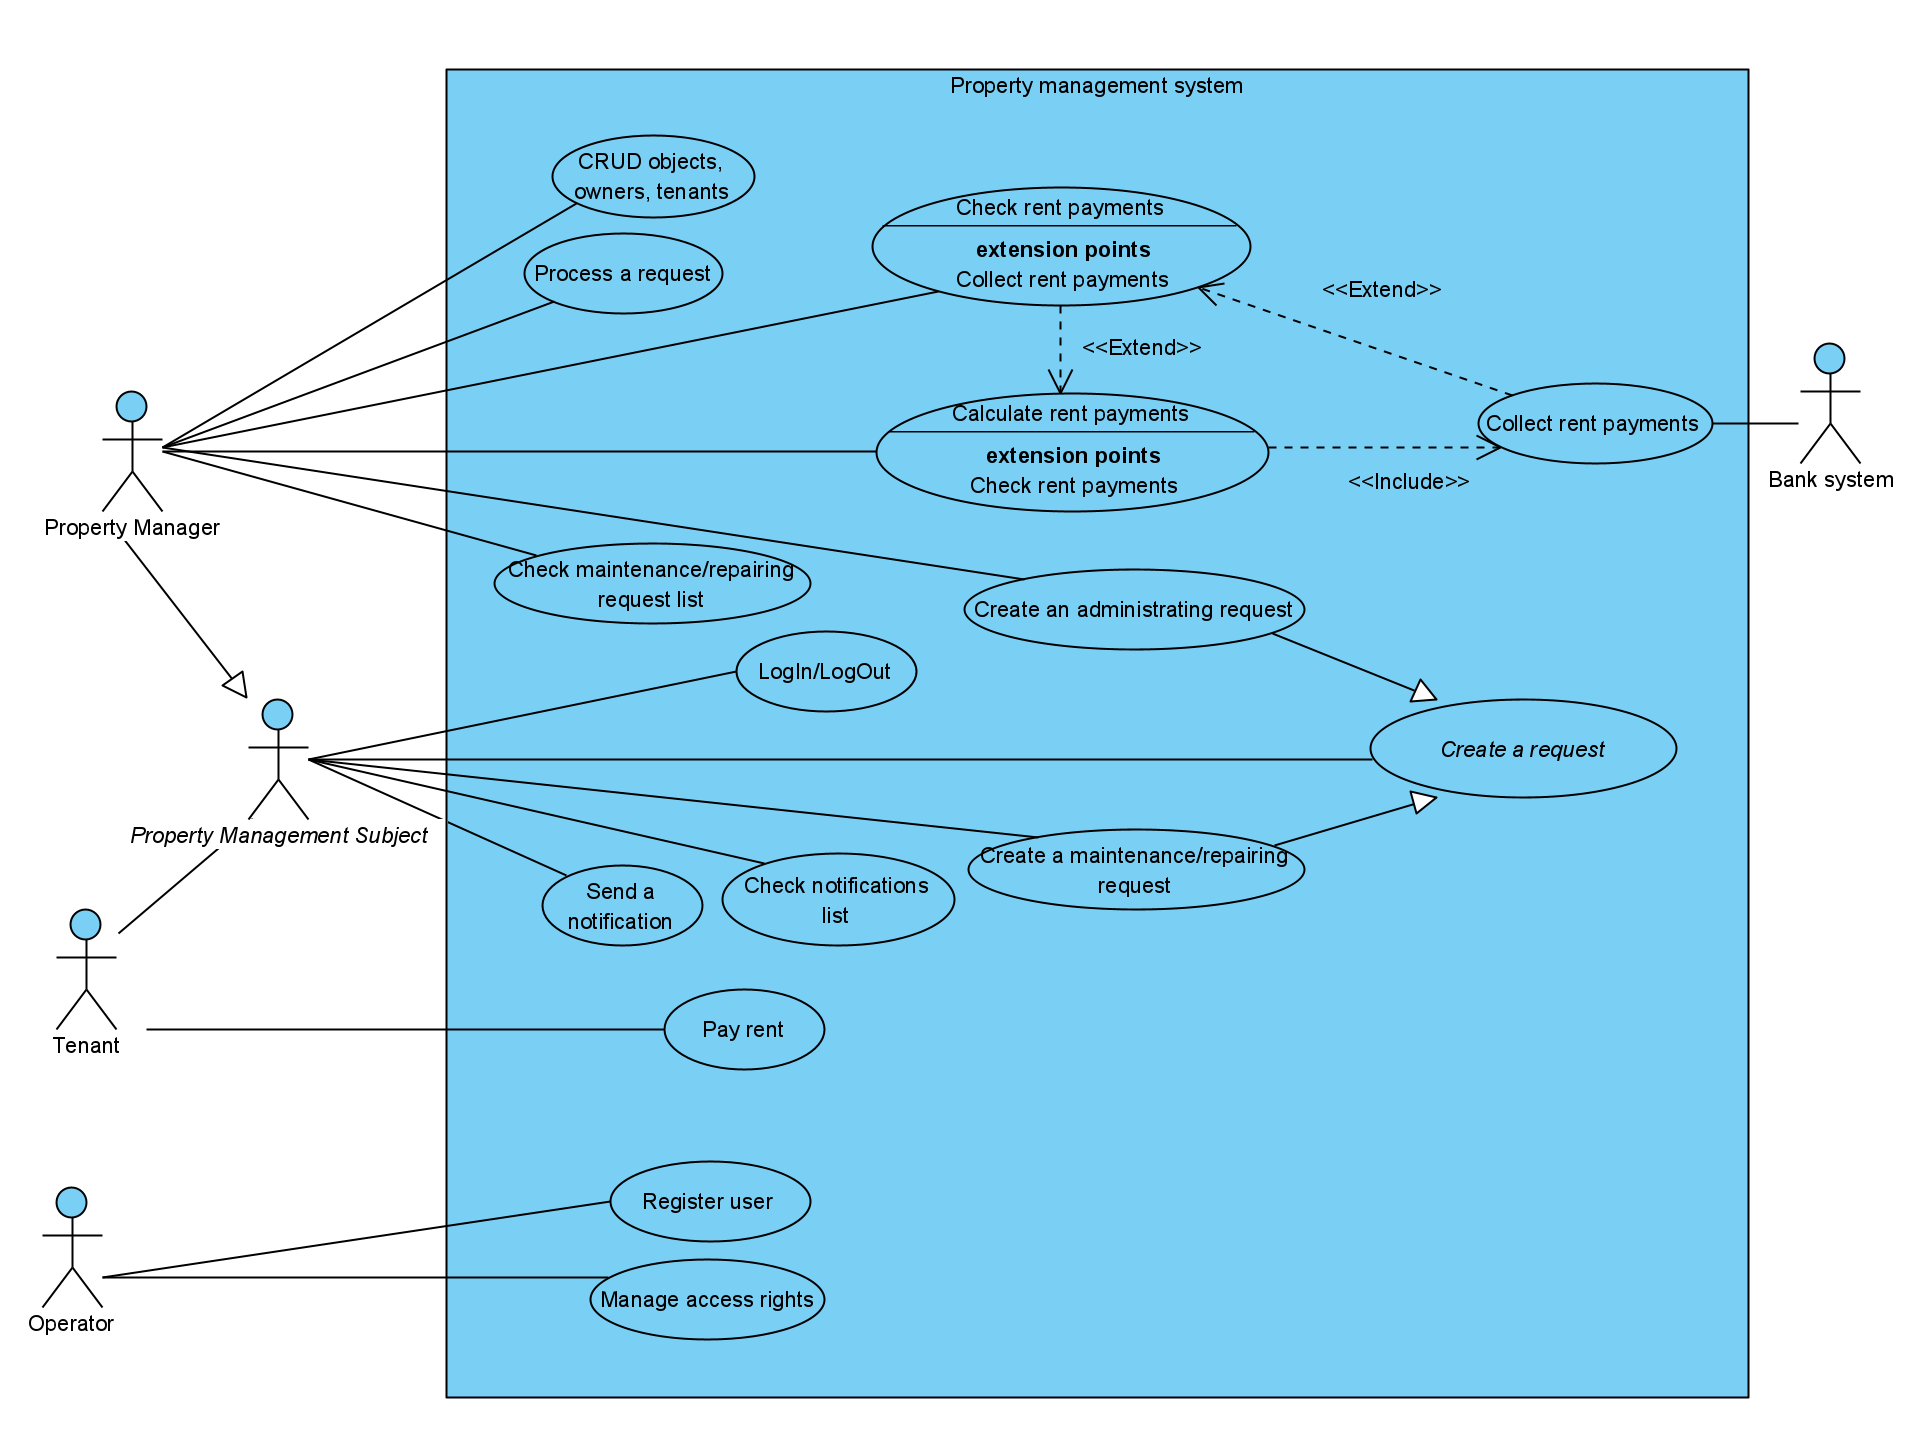 Property management system
CRUD objects,
owners, tenants
Check rent payments
extension points
Collect rent payments
Process a request
<<Extend>>
<<Extend>>
Calculate rent payments
extension points
Check rent payments
Collect rent payments
<<Include>>
Bank system
Property Manager
Check maintenance/repairing
request list
Create an administrating request
LogIn/LogOut
Create a request
Property Management Subject
Create a maintenance/repairing
request
Check notifications
list
Send a
notification
Pay rent
Tenant
Register user
Manage access rights
Operator